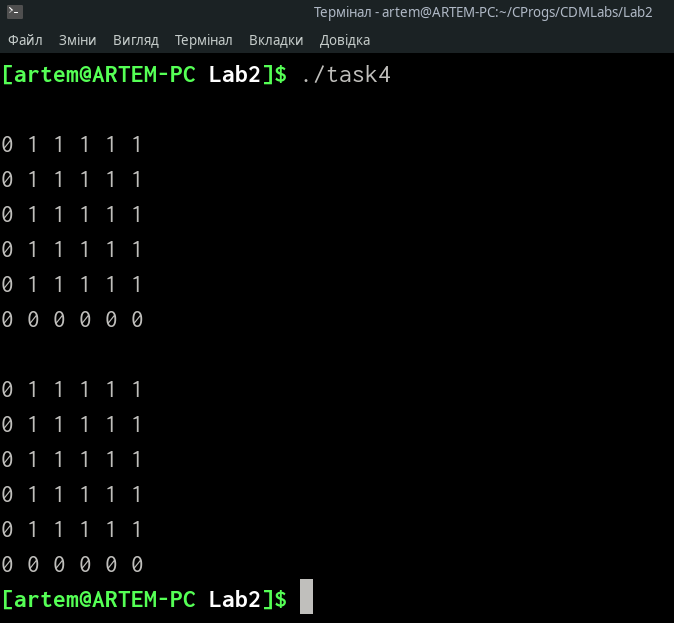 Термінал - artem@ARTEM-PC:~/CProgs/CDMLabs/Lab2
Файл Зміни Вигляд Термінал Вкладки Довідка
[artem@ARTEM-PC Lab2]$ ./task4
0 1 1 1 1 1
0 1 1 1 1 1
0 1 1 1 1 1
0 1 1 1 1 1
0 1 1 1 1 1
0 0 0 0 0 0
0 1 1 1 1 1
0 1 1 1 1 1
0 1 1 1 1 1
0 1 1 1 1 1
0 1 1 1 1 1
0 0 0 0 0 0
[artem@ARTEM-PC Lab2]$